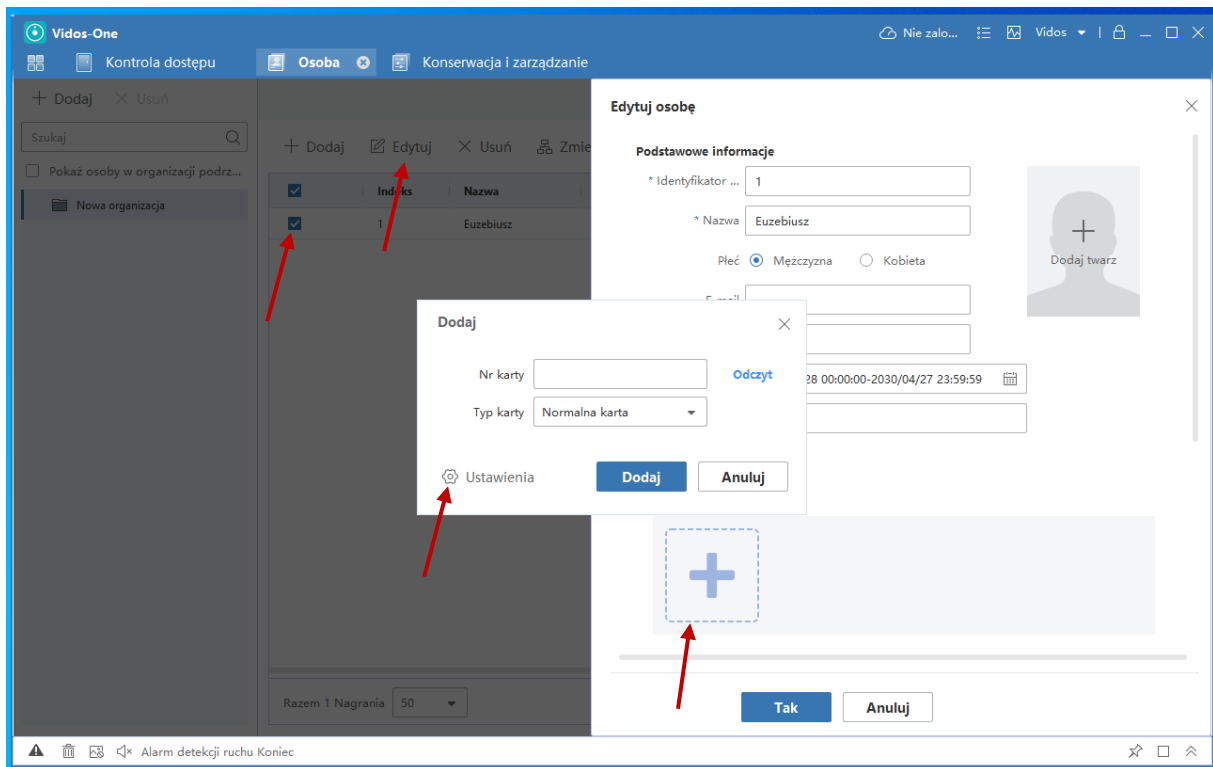 Vidos-One
Nie zalo...
Vidos
Kontrola dostępu
Osoba
Konserwacja i zarządzanie
Dodaj
Usuń
Szukaj
Pokaż osoby w organizacji podrz...
Nowa organizacja
Dodaj
Edytuj
Usuń
Zmie
Indeks
Nazwa
1
Euzebiusz
Razem 1 Nagrania
50
Edytuj osobę
Podstawowe informacje
* Identyfikator ...
1
* Nazwa
Euzebiusz
Płeć
Mężczyzna
Kobieta
Dodaj twarz
E-mail
28 00:00:00-2030/04/27 23:59:59
Dodaj
Nr karty
Odczyt
Typ karty
Normalna karta
Ustawienia
Dodaj
Anuluj
Tak
Anuluj
Alarm detekcji ruchu Koniec